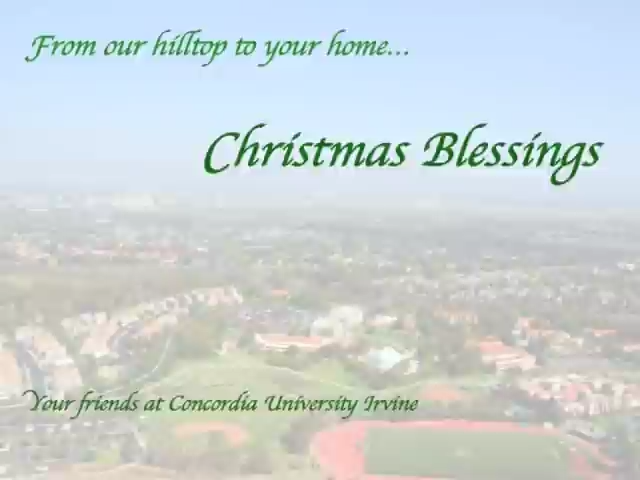 From our hilltop to your home...
Christmas Blessings
Your friends at Concordia University Irvine